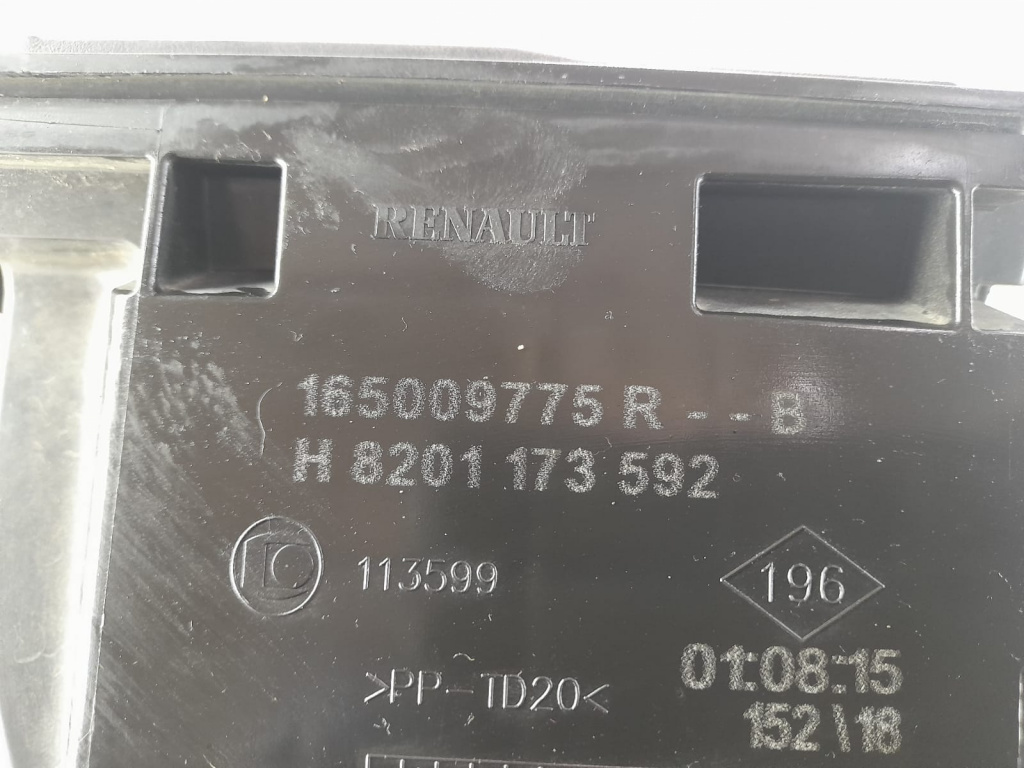 RENAULT
165009775 R - - B
H 8201 173 592
113599
196
01:08:15
>PP-TD20<
152\18